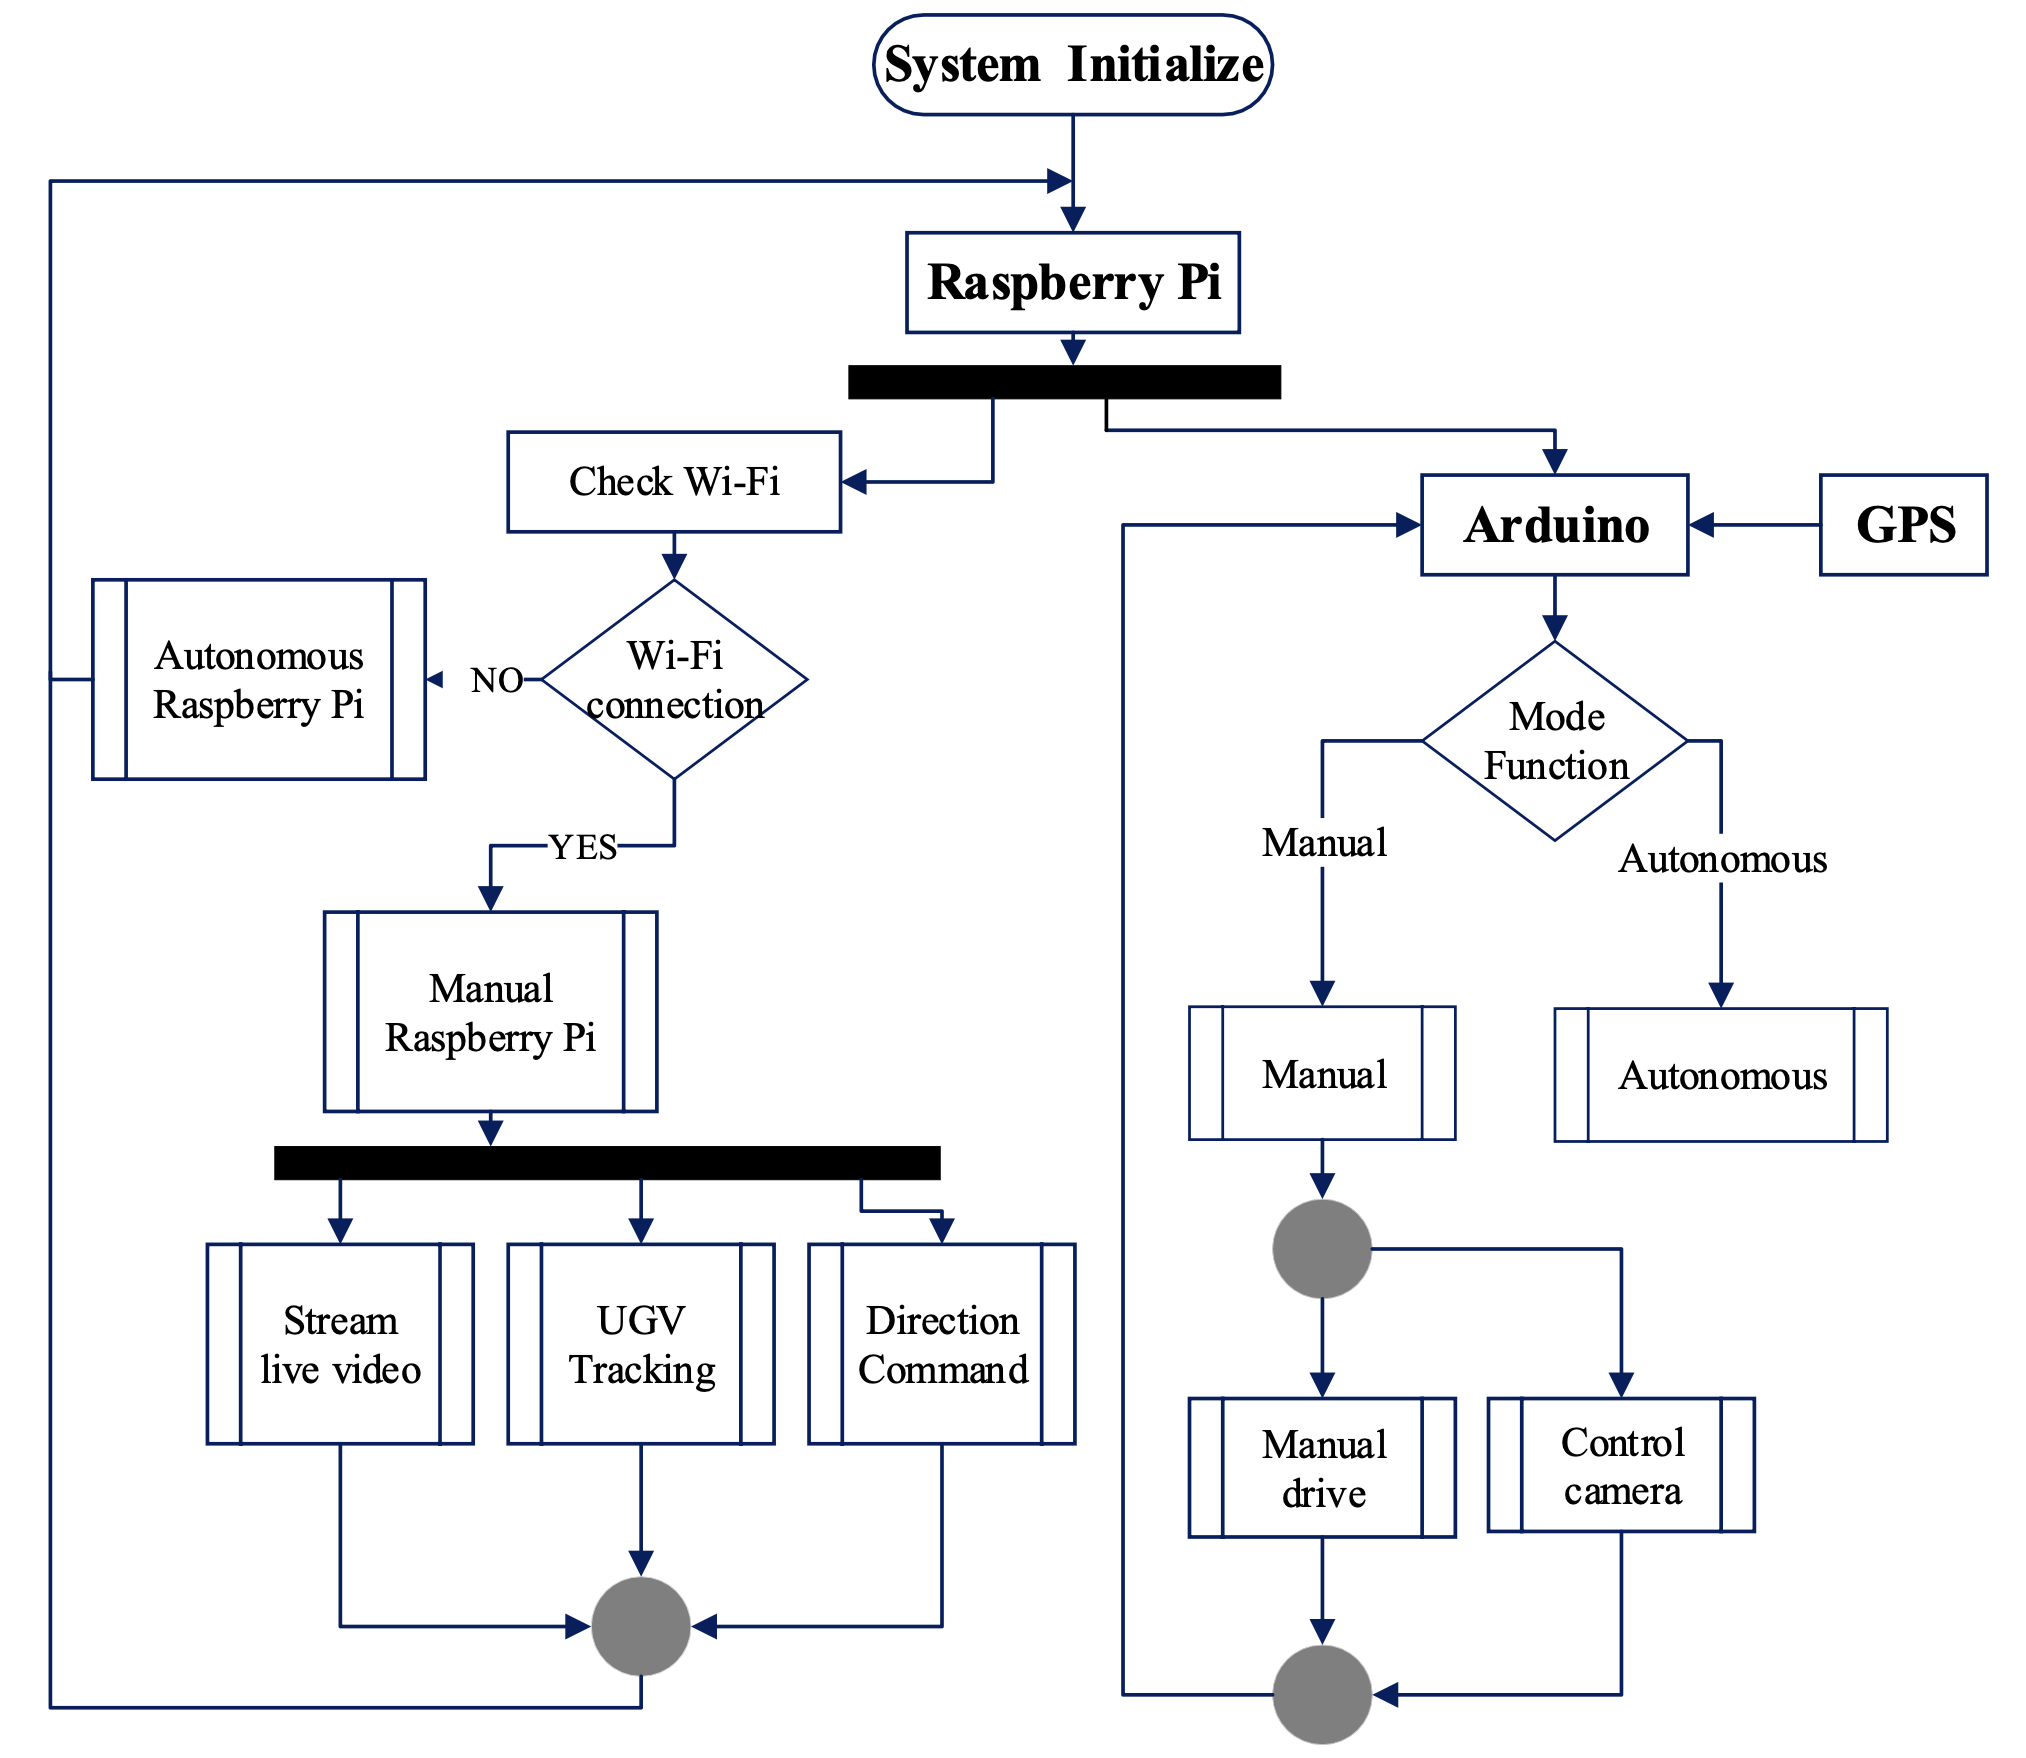 System Initialize
Raspberry Pi
Check Wi-Fi
Arduino
GPS
Autonomous
Raspberry Pi
NO
Wi-Fi
connection
Mode
Function
YES
Manual
Autonomous
Manual
Raspberry Pi
Manual
Autonomous
Stream
live video
UGV
Tracking
Direction
Command
Manual
drive
Control
camera